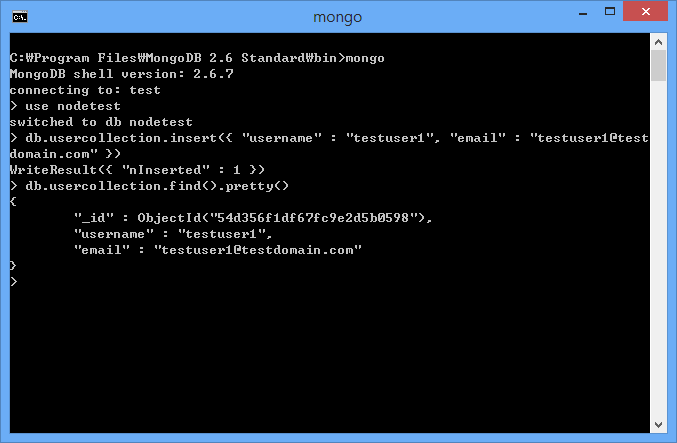 mongo
C:\_
C:₩Program Files₩MongoDB 2.6 Standard₩bin>mongo
MongoDB shell version: 2.6.7
connecting to: test
> use nodetest
switched to db nodetest
> db.usercollection.insert({ "username" : "testuser1", "email" : "testuser1@test
domain.com" })
WriteResult({ "nInserted" : 1 })
> db.usercollection.find().pretty()
{
        "_id" : ObjectId("54d356f1df67fc9e2d5b0598"),
        "username" : "testuser1",
        "email" : "testuser1@testdomain.com"
}
>